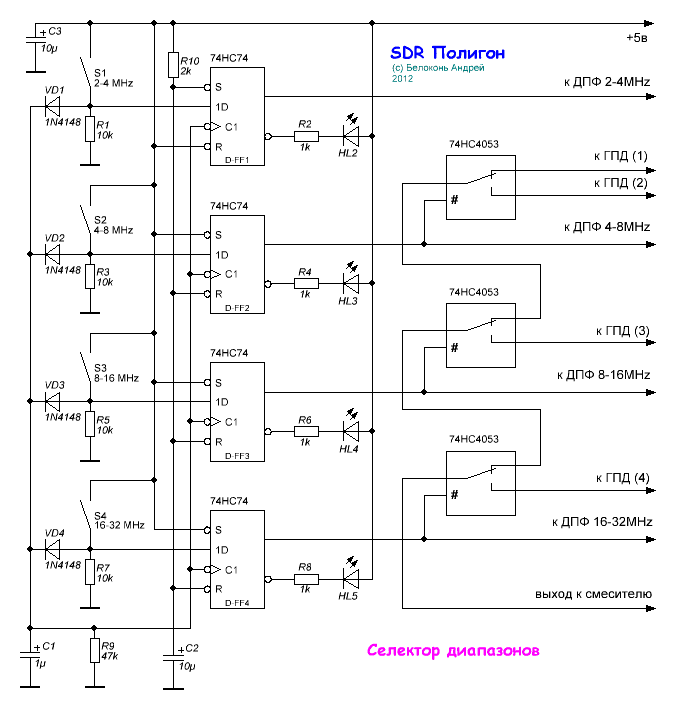 C3
10µ
+5в
SDR Полигон
(c) Белоконь Андрей
2012
S1
2-4 MHz
R10
2k
74HC74
S
1D
C1
R
D-FF1
VD1
1N4148
R1
10k
R2
1k
HL2
к ДПФ 2-4MHz
74HC4053
#
к ГПД (1)
к ГПД (2)
S2
4-8 MHz
74HC74
S
1D
C1
R
D-FF2
VD2
1N4148
R3
10k
R4
1k
HL3
к ДПФ 4-8MHz
74HC4053
#
к ГПД (3)
S3
8-16 MHz
74HC74
S
1D
C1
R
D-FF3
VD3
1N4148
R5
10k
R6
1k
HL4
к ДПФ 8-16MHz
74HC4053
#
к ГПД (4)
S4
16-32 MHz
74HC74
S
1D
C1
R
D-FF4
VD4
1N4148
R7
10k
R8
1k
HL5
к ДПФ 16-32MHz
выход к смесителю
C1
1µ
R9
47k
C2
10µ
Селектор диапазонов